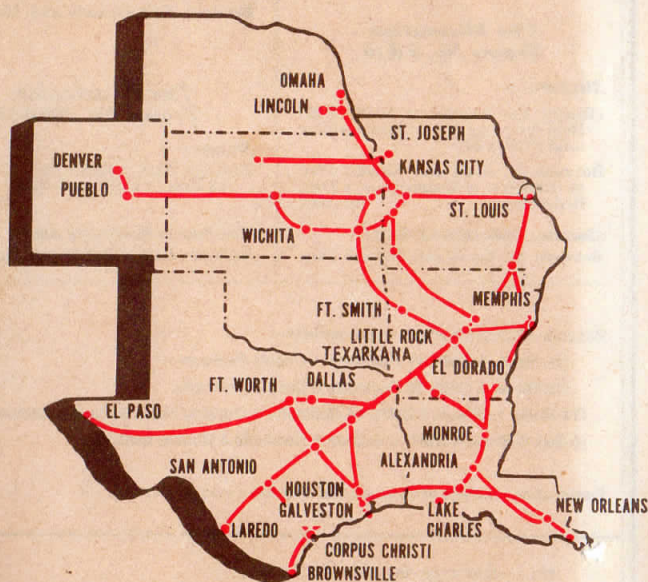 OMAHA
LINCOLN
ST. JOSEPH
DENVER
KANSAS CITY
PUEBLO
ST. LOUIS
WICHITA
MEMPHIS
FT. SMITH
LITTLE ROCK
TEXARKANA
EL DORADO
FT. WORTH
DALLAS
EL PASO
MONROE
ALEXANDRIA
SAN ANTONIO
HOUSTON
GALVESTON
NEW ORLEANS
LAKE
CHARLES
LAREDO
CORPUS CHRISTI
BROWNSVILLE